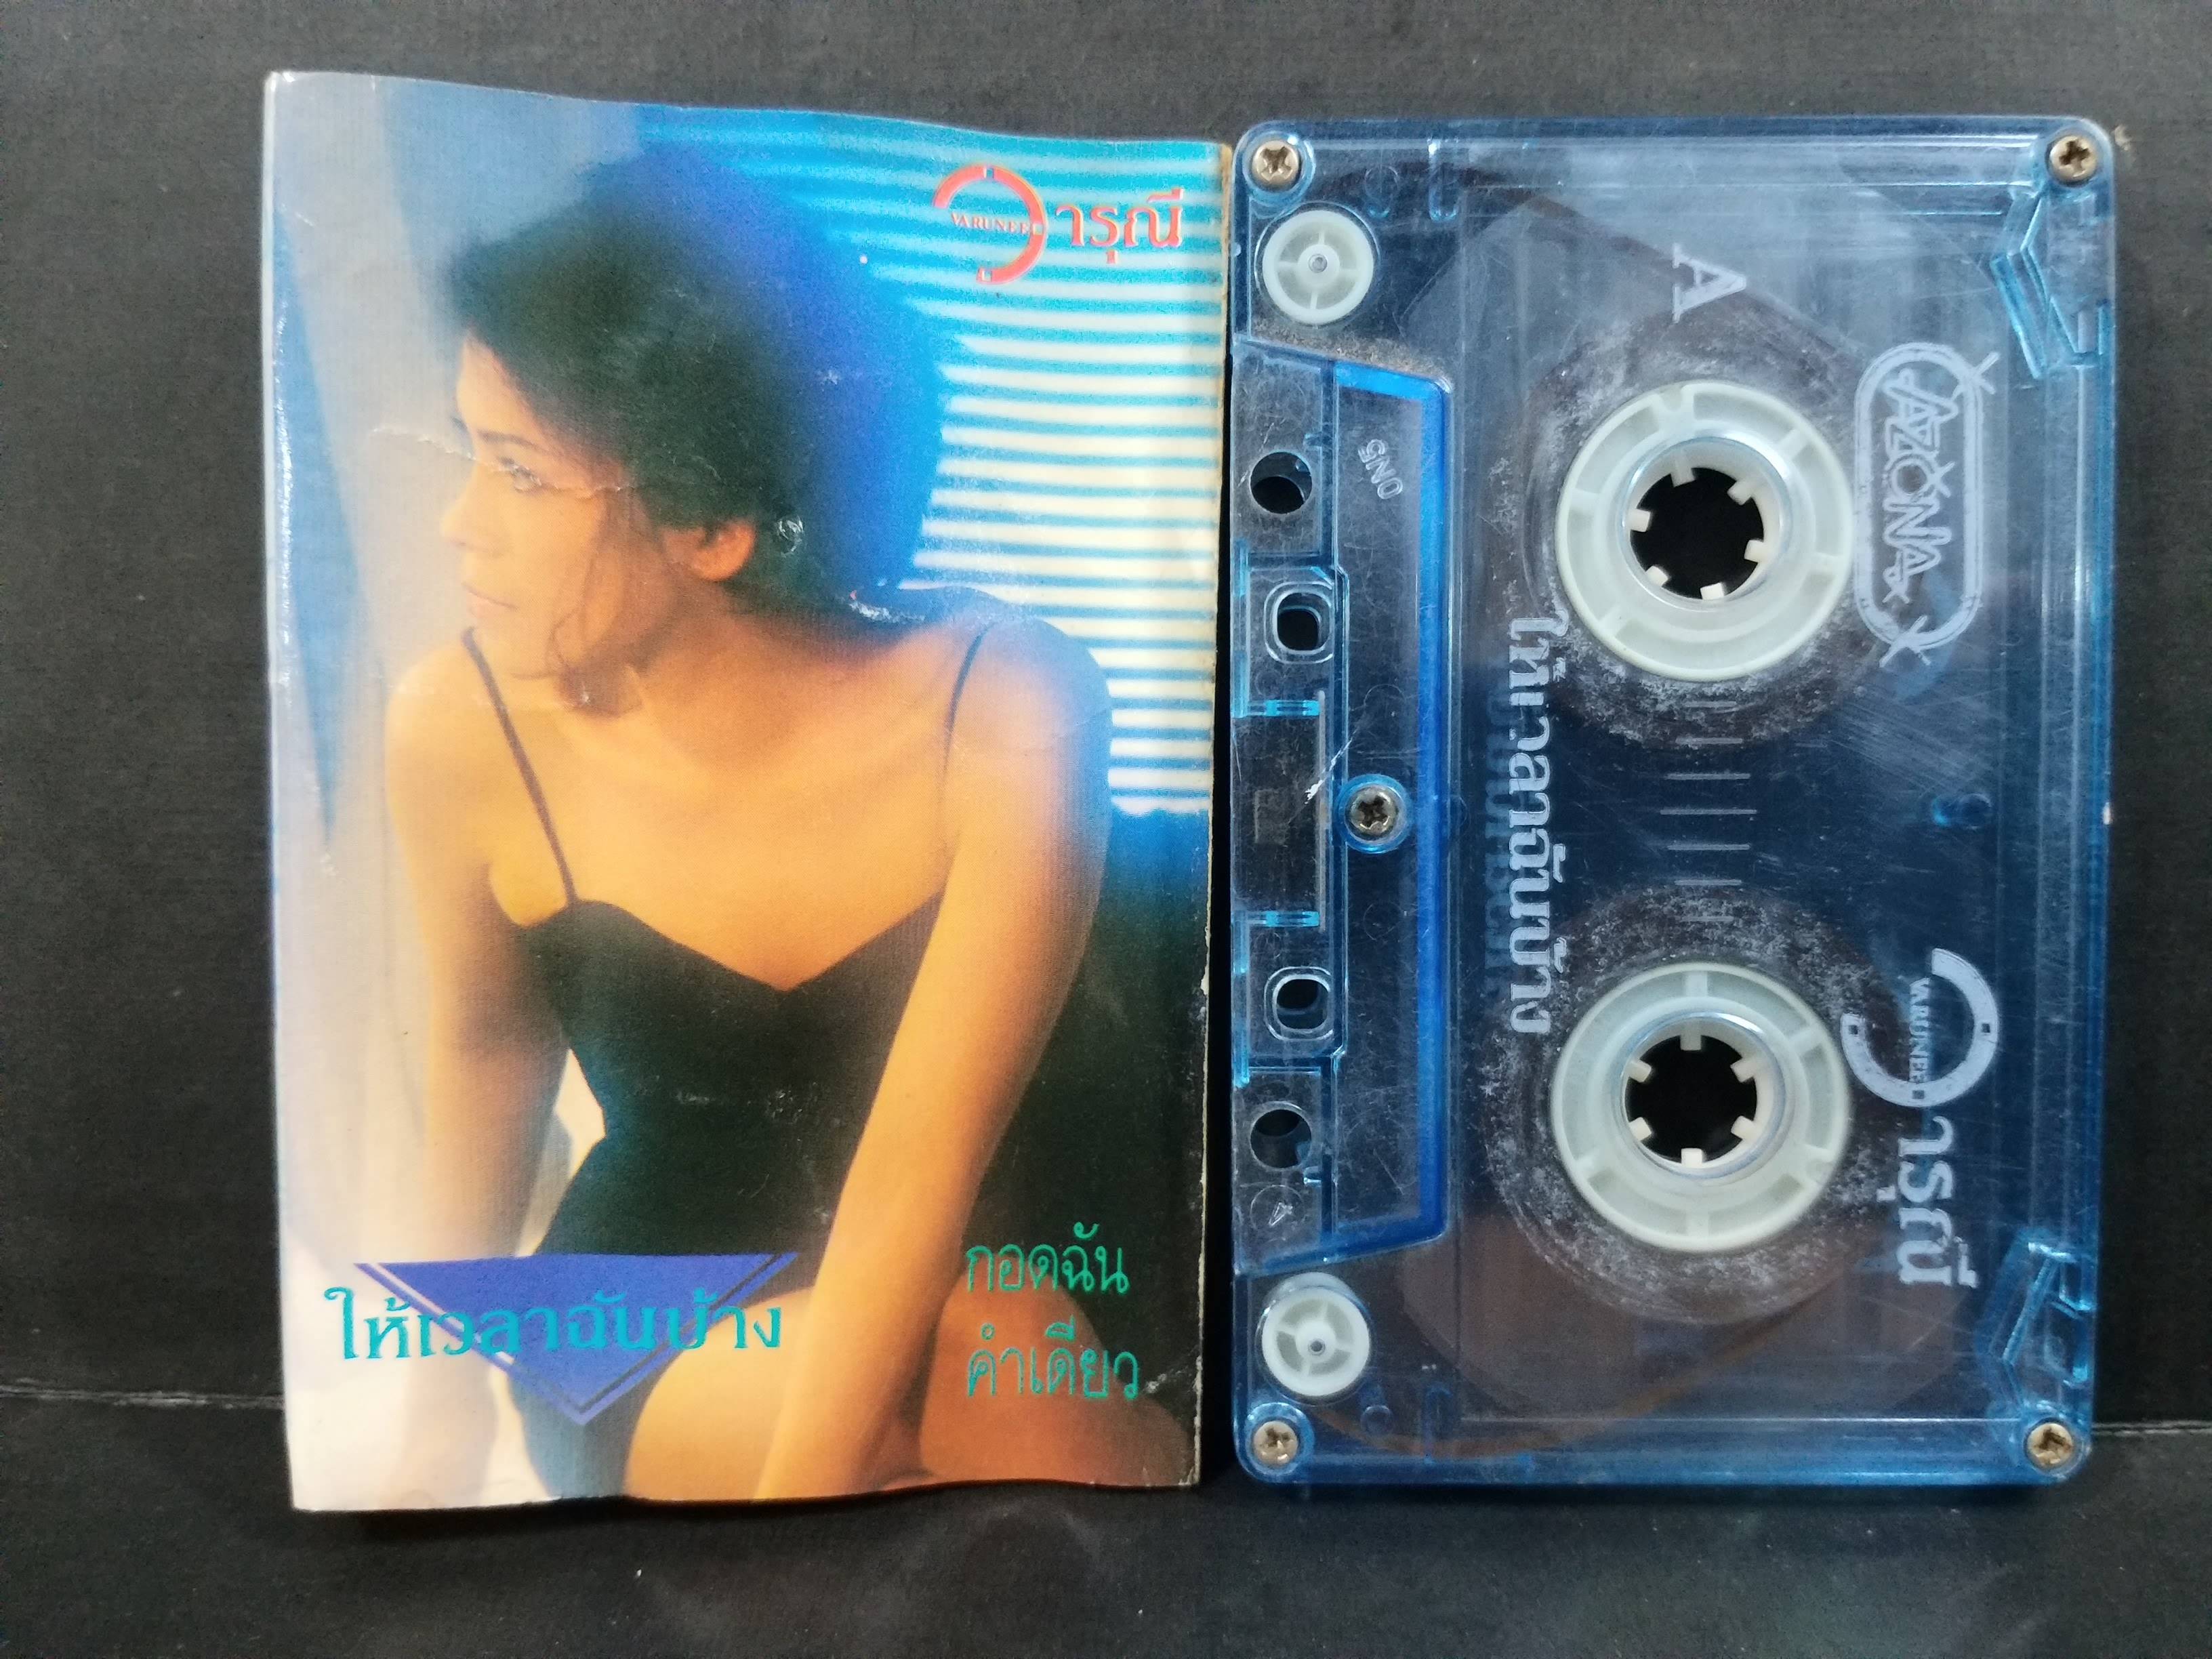 วารุณี
VARUNEE
ให้เวลาฉันบ้าง
กอดฉัน
คำเดียว
A
AZONA
ให้เวลาฉันบ้าง
วารุณี
VARUNEE
ON5
4